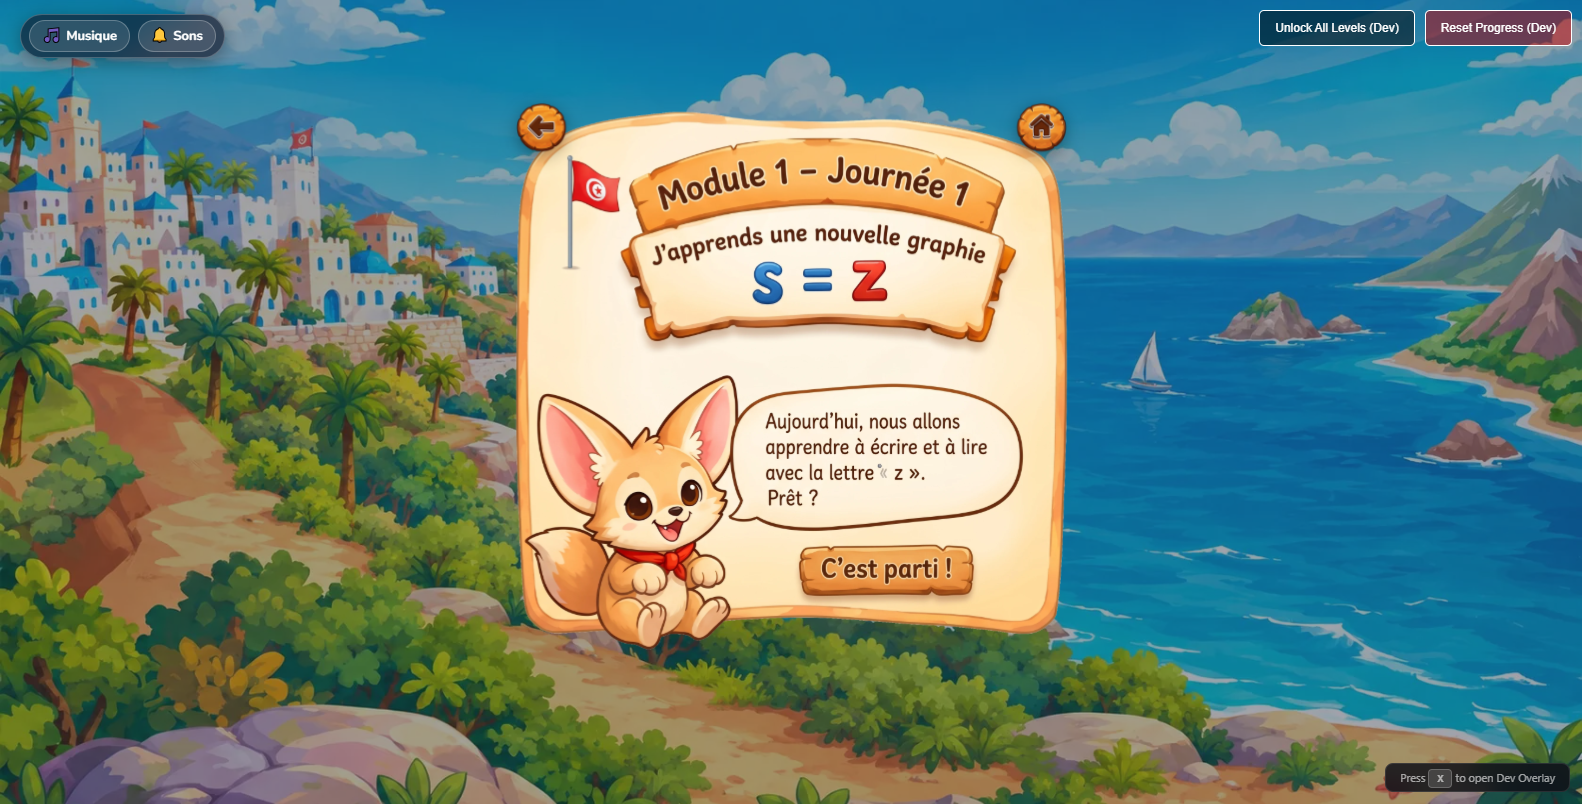 Musique
Sons
Unlock All Levels (Dev)
Reset Progress (Dev)
Module 1 – Journée 1
J'apprends une nouvelle graphie
s = z
Aujourd'hui, nous allons
apprendre à écrire et à lire
avec la lettre « z ».
Prêt ?
C'est parti !
Press X to open Dev Overlay